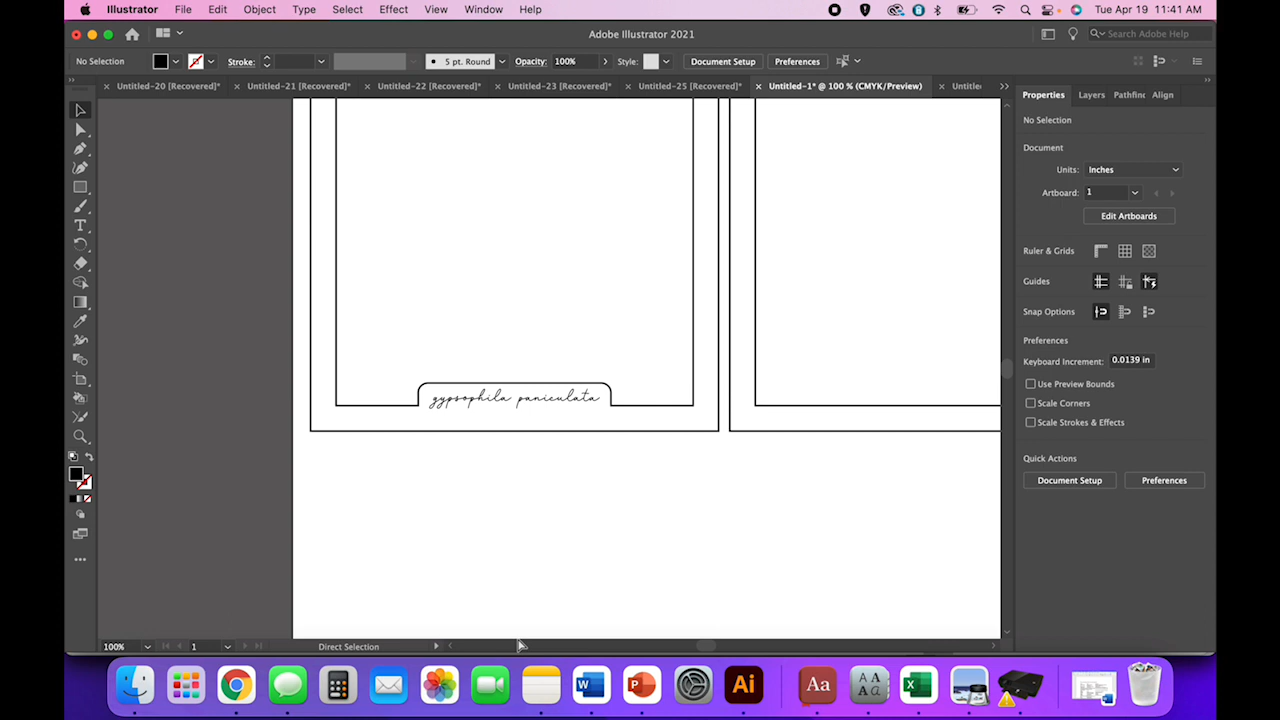 Illustrator File Edit Object Type Select Effect View Window Help Tue Apr 19 11:41 AM
Adobe Illustrator 2021 Search Adobe Help
No Selection Stroke: 5 pt. Round Opacity: 100% Style: Document Setup Preferences
Untitled-20 [Recovered]* Untitled-21 [Recovered]* Untitled-22 [Recovered]* Untitled-23 [Recovered]* Untitled-25 [Recovered]* Untitled-1* @ 100 % (CMYK/Preview) Untitle
Properties Layers Pathfinc Align
No Selection
Document
Units: Inches
Artboard: 1
Edit Artboards
Ruler & Grids
Guides
Snap Options
Preferences
Keyboard Increment: 0.0139 in
Use Preview Bounds
Scale Corners
Scale Strokes & Effects
Quick Actions
Document Setup Preferences
gypsophila paniculata
100% 1 Direct Selection
W P Ai Aa AA aa X